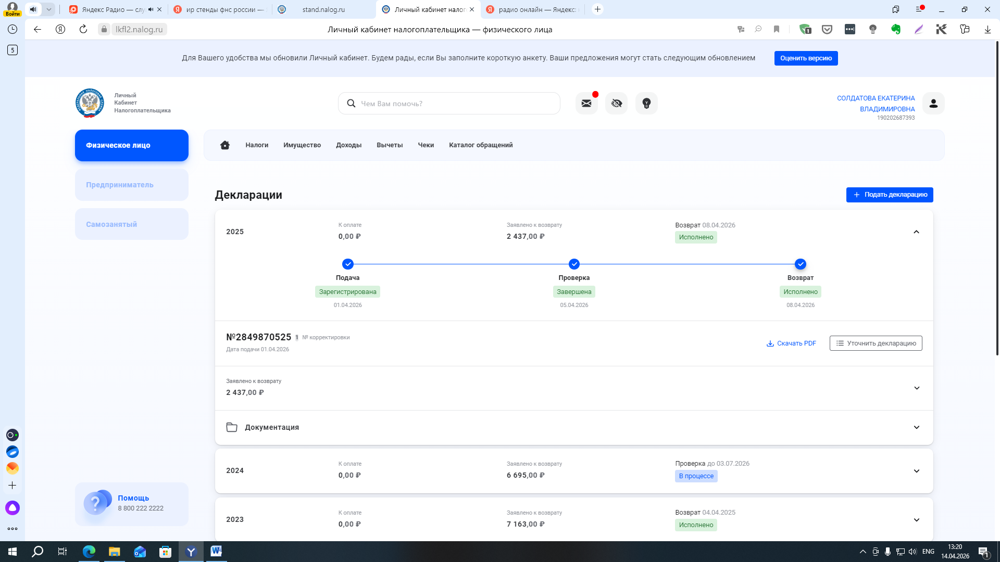 Войти
Яндекс Радио — слу
ир стенды фнс россии —
stand.nalog.ru
Личный кабинет налог
радио онлайн — Яндекс:
5
lkfl2.nalog.ru
Личный кабинет налогоплательщика — физического лица
1
Для Вашего удобства мы обновили Личный кабинет. Будем рады, если Вы заполните короткую анкету. Ваши предложения могут стать следующим обновлением
Оценить версию
Личный
Кабинет
Налогоплательщика
Чем Вам помочь?
СОЛДАТОВА ЕКАТЕРИНА
ВЛАДИМИРОВНА
190202687393
Физическое лицо
Предприниматель
Самозанятый
Налоги
Имущество
Доходы
Вычеты
Чеки
Каталог обращений
Декларации
+ Подать декларацию
2025
К оплате
0,00 ₽
Заявлено к возврату
2 437,00 ₽
Возврат 08.04.2026
Исполнено
Подача
Зарегистрирована
01.04.2026
Проверка
Завершена
05.04.2026
Возврат
Исполнено
08.04.2026
№2849870525 1 № корректировки
Дата подачи 01.04.2026
Скачать PDF
Уточнить декларацию
Заявлено к возврату
2 437,00 ₽
Документация
2024
К оплате
0,00 ₽
Заявлено к возврату
6 695,00 ₽
Проверка до 03.07.2026
В процессе
2023
К оплате
0,00 ₽
Заявлено к возврату
7 163,00 ₽
Возврат 04.04.2025
Исполнено
?
Помощь
8 800 222 2222
ENG
13:20
14.04.2026
1